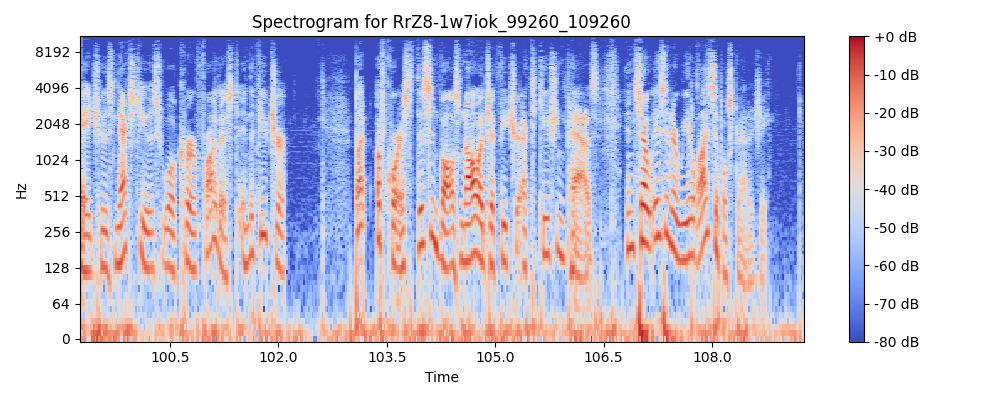 Spectrogram for RrZ8-1w7iok_99260_109260
Hz
8192
4096
2048
1024
512
256
128
64
0
100.5
102.0
103.5
105.0
106.5
108.0
Time
+0 dB
-10 dB
-20 dB
-30 dB
-40 dB
-50 dB
-60 dB
-70 dB
-80 dB